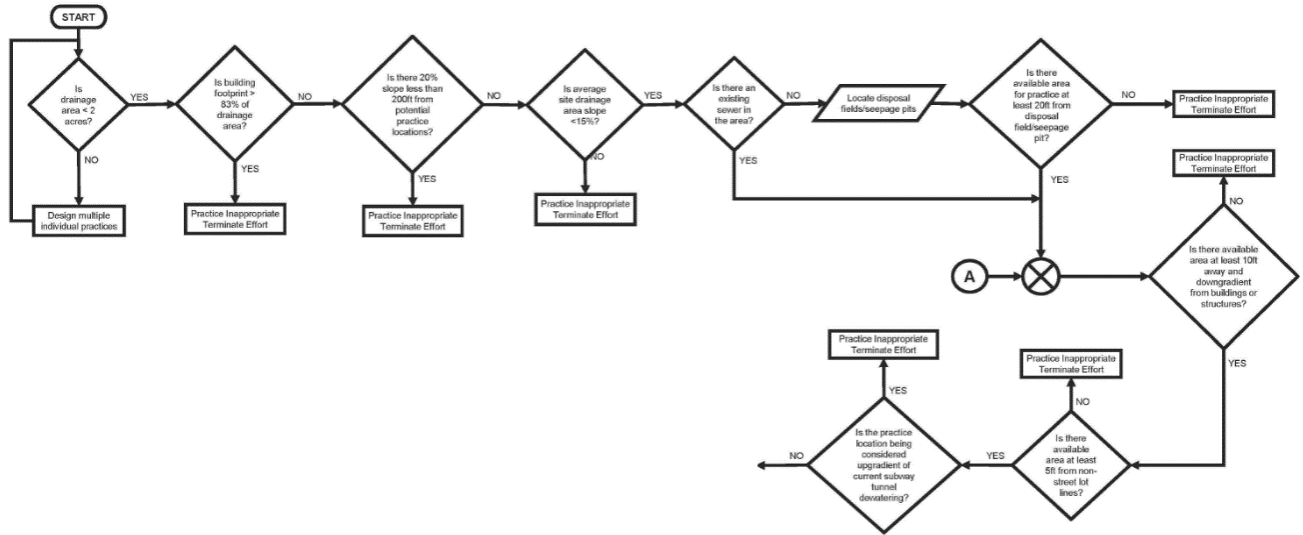 START
Is
drainage
area < 2
acres?
YES
NO
Design multiple
individual practices
Is building
footprint >
83% of
drainage
area?
NO
YES
Practice Inappropriate
Terminate Effort
Is there 20%
slope less than
200ft from
potential
practice
locations?
NO
YES
Practice Inappropriate
Terminate Effort
Is average
site drainage
area slope
<15%?
YES
NO
Practice Inappropriate
Terminate Effort
Is there an
existing
sewer in
the area?
NO
YES
Locate disposal
fields/seepage pits
Is there
available area
for practice at
least 20ft from
disposal
field/seepage
pit?
NO
YES
Practice Inappropriate
Terminate Effort
A
Practice Inappropriate
Terminate Effort
NO
Is there available
area at least 10ft
away and
downgradient
from buildings or
structures?
YES
Practice Inappropriate
Terminate Effort
NO
Is there
available
area at least
5ft from non-
street lot
lines?
YES
Practice Inappropriate
Terminate Effort
YES
Is the practice
location being
considered
upgradient of
current subway
tunnel
dewatering?
NO